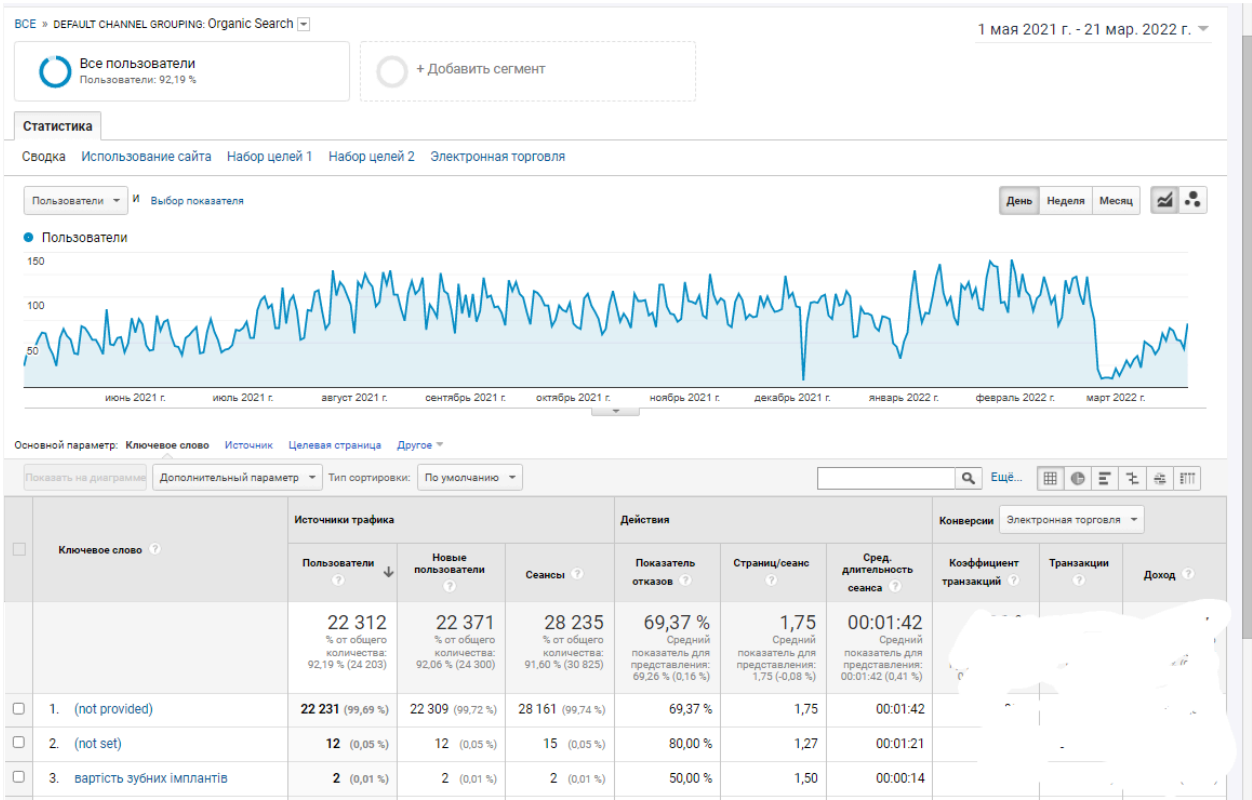 ВСЕ » DEFAULT CHANNEL GROUPING: Organic Search
1 мая 2021 г. - 21 мар. 2022 г.
Все пользователи
Пользователи: 92,19 %
+ Добавить сегмент
Статистика
Сводка Использование сайта Набор целей 1 Набор целей 2 Электронная торговля
Пользователи И Выбор показателя День Неделя Месяц
Пользователи
150
100
50
июнь 2021 г. июль 2021 г. август 2021 г. сентябрь 2021 г. октябрь 2021 г. ноябрь 2021 г. декабрь 2021 г. январь 2022 г. февраль 2022 г. март 2022 г.
Основной параметр: Ключевое слово Источник Целевая страница Другое
Показать на диаграмме Дополнительный параметр Тип сортировки: По умолчанию Ещё...
Ключевое слово ?
Источники трафика Действия Конверсии Электронная торговля
Пользователи ?
Новые пользователи ?
Сеансы ?
Показатель отказов ?
Страниц/сеанс ?
Сред. длительность сеанса ?
Коэффициент транзакций ?
Транзакции ?
Доход ?
22 312 22 371 28 235 69,37 % 1,75 00:01:42
% от общего количества: 92,19 % (24 203)
% от общего количества: 92,06 % (24 300)
% от общего количества: 91,60 % (30 825)
Средний показатель для представления: 69,26 % (0,16 %)
Средний показатель для представления: 1,75 (-0,08 %)
Средний показатель для представления: 00:01:42 (0,41 %)
1. (not provided) 22 231 (99,69 %) 22 309 (99,72 %) 28 161 (99,74 %) 69,37 % 1,75 00:01:42
2. (not set) 12 (0,05 %) 12 (0,05 %) 15 (0,05 %) 80,00 % 1,27 00:01:21
3. вартість зубних імплантів 2 (0,01 %) 2 (0,01 %) 2 (0,01 %) 50,00 % 1,50 00:00:14